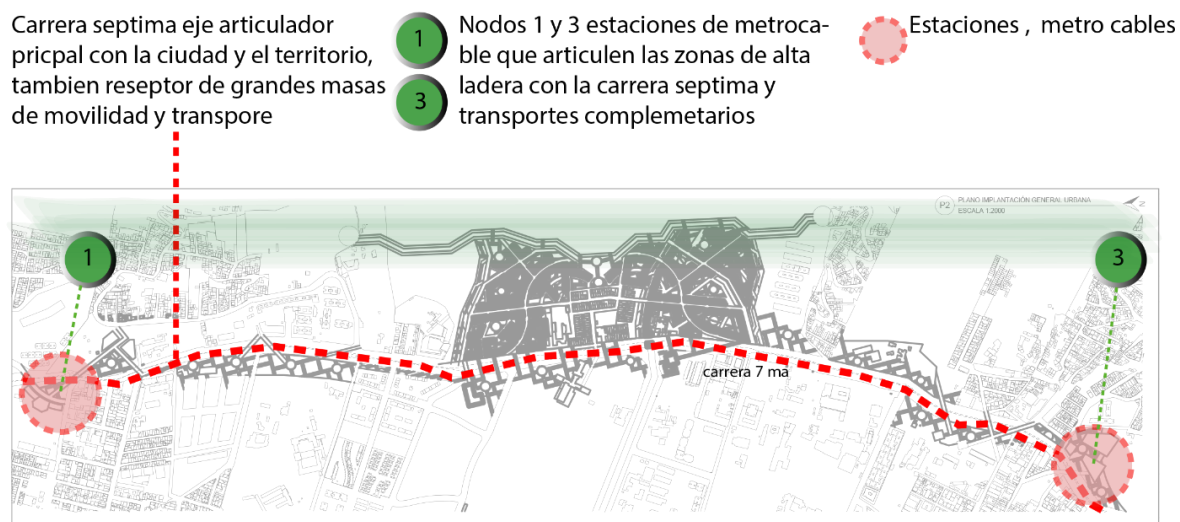 Carrera septima eje articulador
pricpal con la ciudad y el territorio,
tambien reseptor de grandes masas
de movilidad y transpore
1
3
Nodos 1 y 3 estaciones de metroca-
ble que articulen las zonas de alta
ladera con la carrera septima y
transportes complemetarios
Estaciones , metro cables
P2 PLANO IMPLANTACIÓN GENERAL URBANA
ESCALA 1:2000
N
1
3
carrera 7 ma